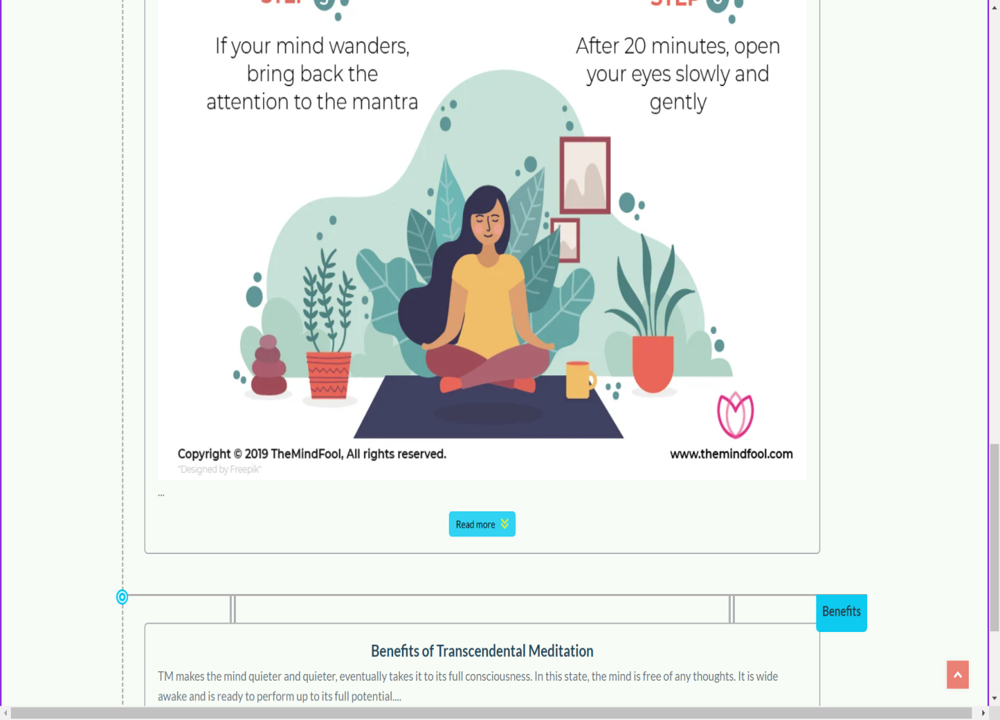 STEP 5
STEP 6
If your mind wanders,
bring back the
attention to the mantra
After 20 minutes, open
your eyes slowly and
gently
Copyright © 2019 TheMindFool, All rights reserved.
"Designed by Freepik"
www.themindfool.com
...
Read more
Benefits
Benefits of Transcendental Meditation
TM makes the mind quieter and quieter, eventually takes it to its full consciousness. In this state, the mind is free of any thoughts. It is wide
awake and is ready to perform up to its full potential....